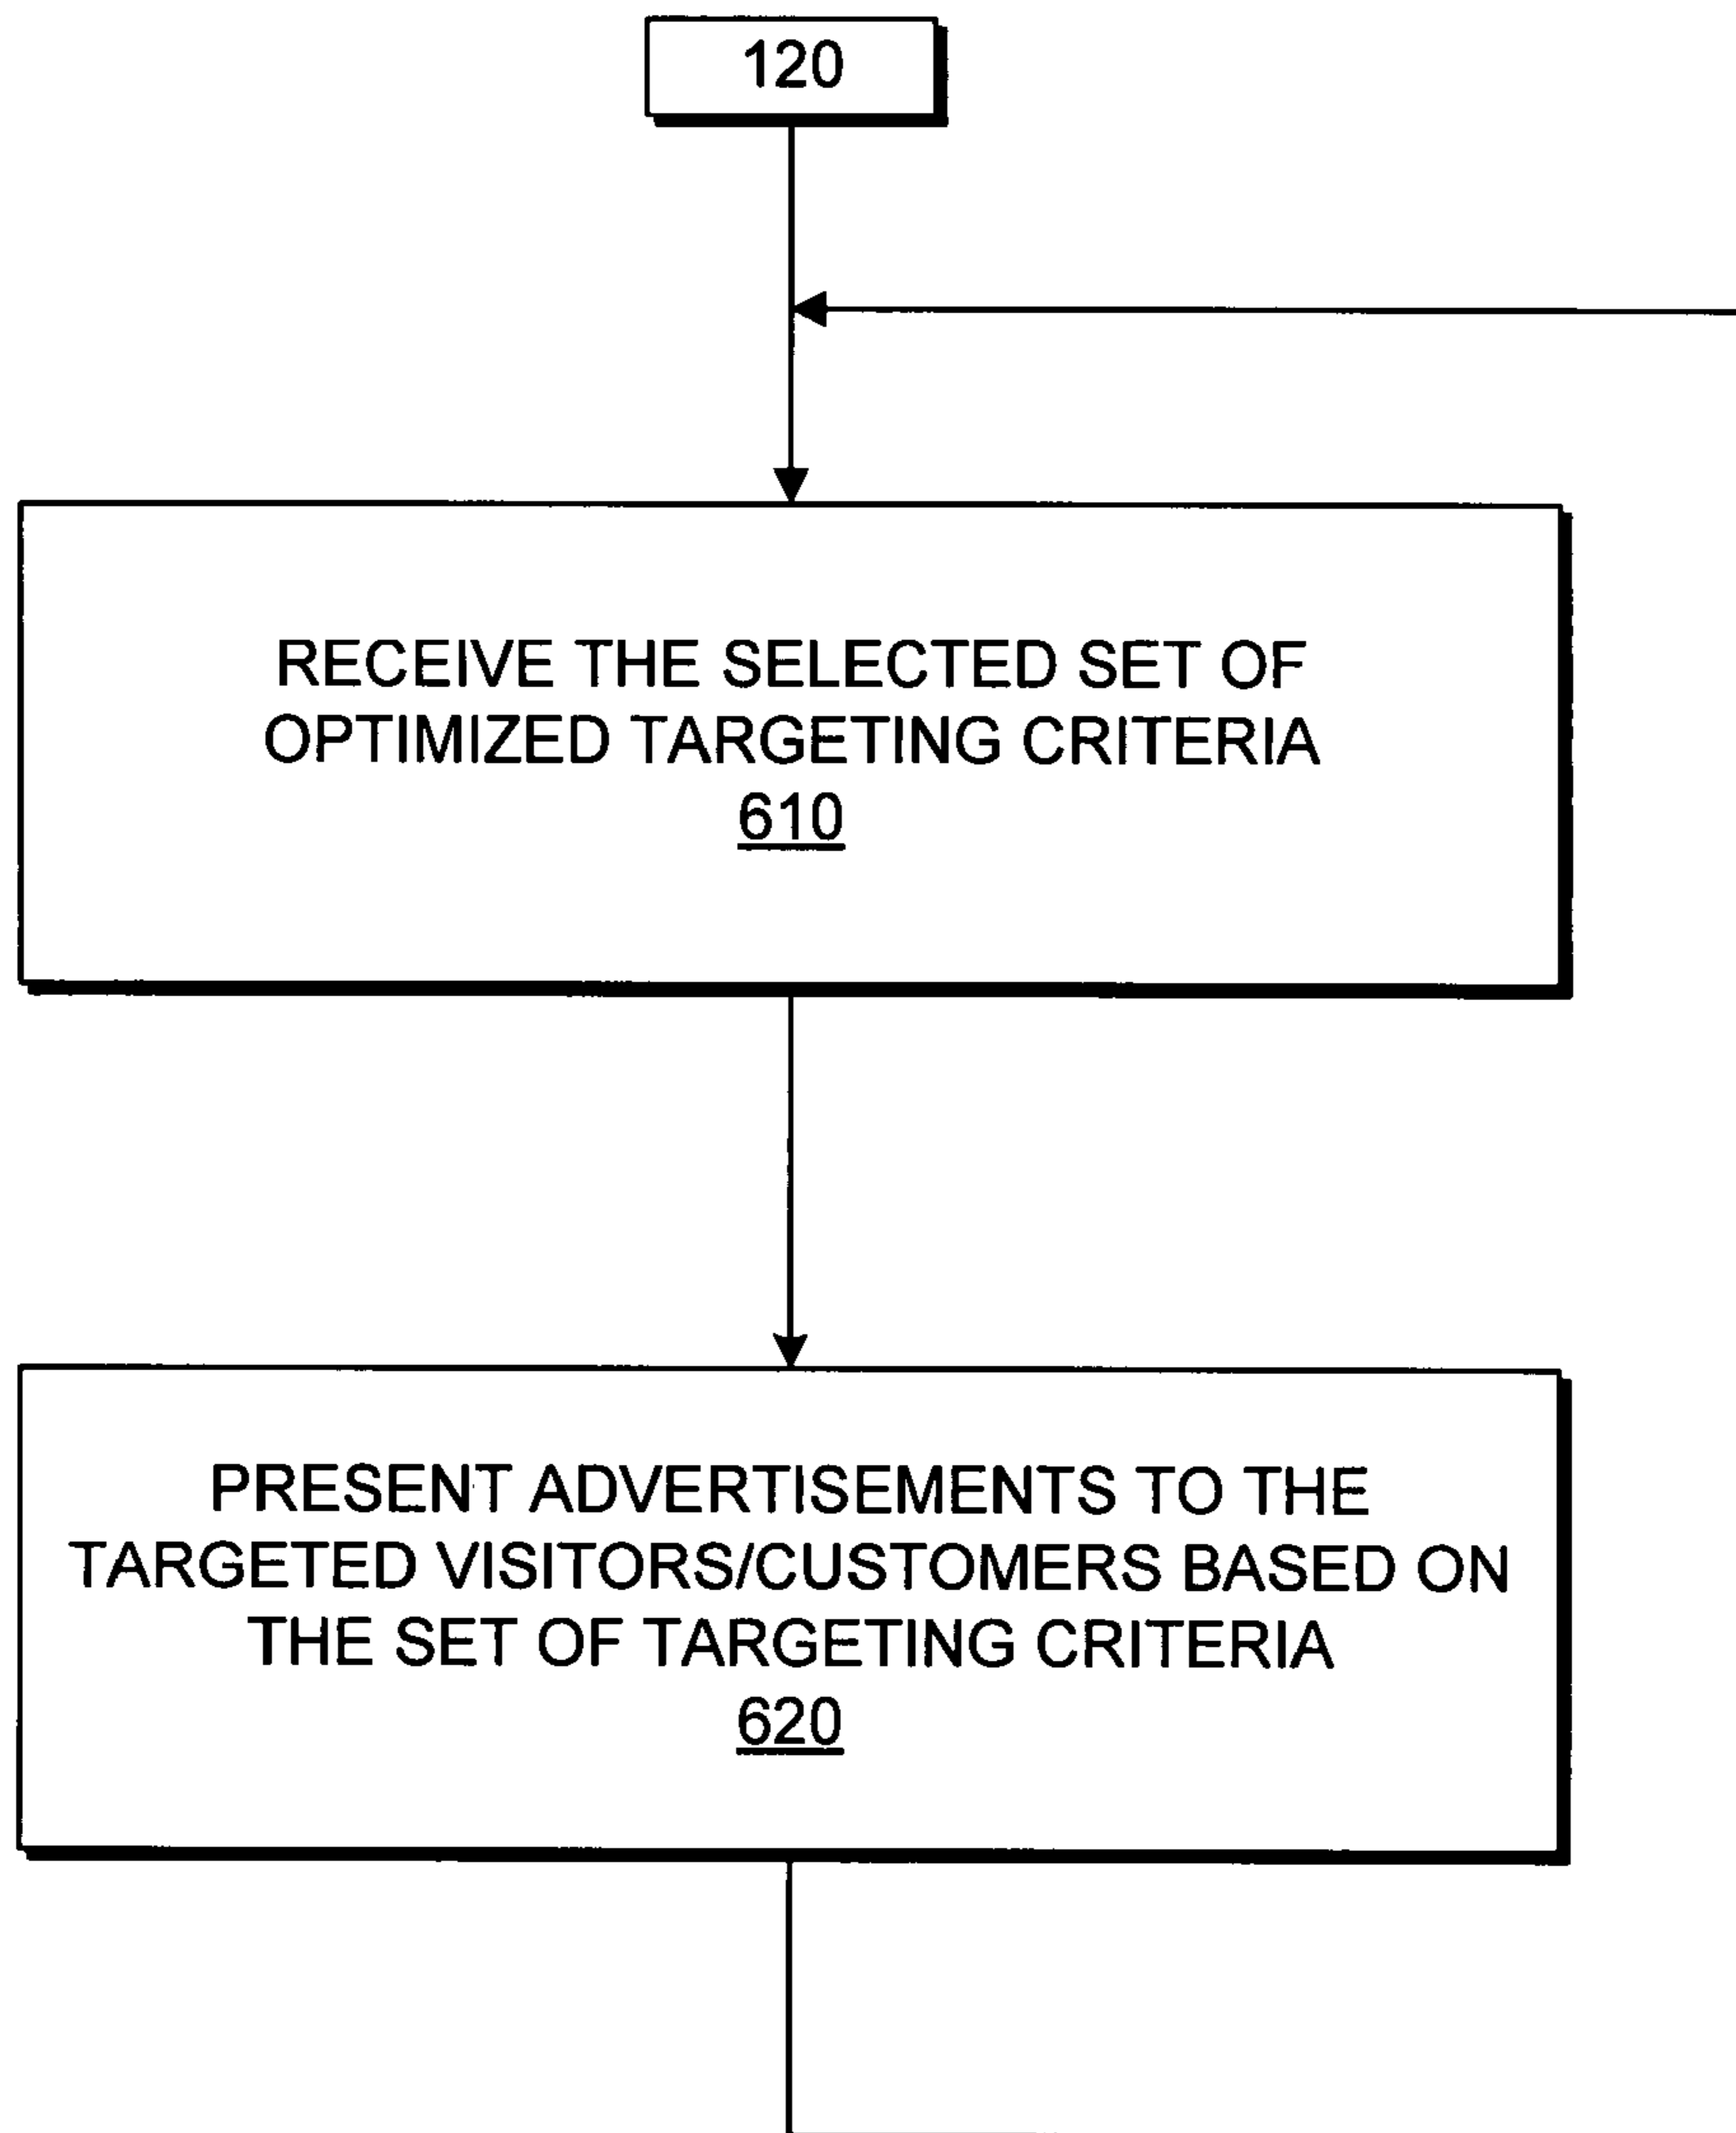 120
RECEIVE THE SELECTED SET OF
OPTIMIZED TARGETING CRITERIA
610
PRESENT ADVERTISEMENTS TO THE
TARGETED VISITORS/CUSTOMERS BASED ON
THE SET OF TARGETING CRITERIA
620